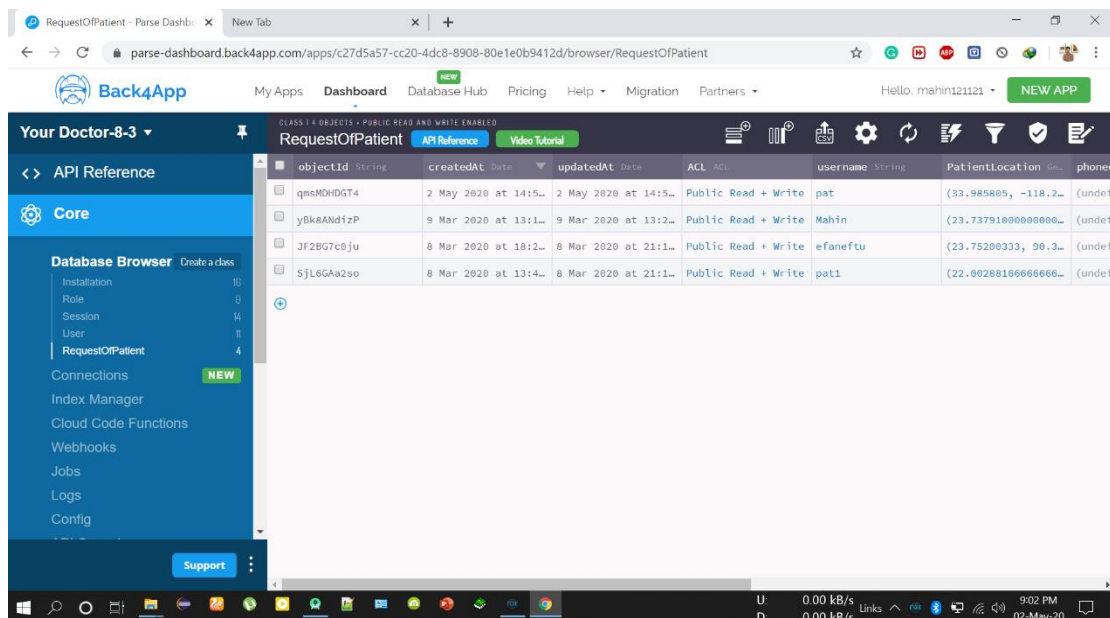 RequestOfPatient - Parse Dashbo
New Tab
parse-dashboard.back4app.com/apps/c27d5a57-cc20-4dc8-8908-80e1e0b9412d/browser/RequestOfPatient
Back4App
My Apps Dashboard Database Hub NEW Pricing Help Migration Partners
Hello, mahin121121
NEW APP
Your Doctor-8-3
CLASS | 4 OBJECTS • PUBLIC READ AND WRITE ENABLED
RequestOfPatient API Reference Video Tutorial
API Reference
Core
Database Browser Create a class
Installation 16
Role 0
Session 14
User 11
RequestOfPatient 4
Connections NEW
Index Manager
Cloud Code Functions
Webhooks
Jobs
Logs
Config
Support
objectId String createdAt Date updatedAt Date ACL ACL username String PatientLocation Ge… phone
qmsMDHDGT4 2 May 2020 at 14:5… 2 May 2020 at 14:5… Public Read + Write pat (33.985805, -118.2… (undef
yBk8ANdizP 9 Mar 2020 at 13:1… 9 Mar 2020 at 13:2… Public Read + Write Mahin (23.73791000000000… (undef
JF2BG7c0ju 8 Mar 2020 at 18:2… 8 Mar 2020 at 21:1… Public Read + Write efaneftu (23.75200333, 90.3… (undef
SjL6GAa2so 8 Mar 2020 at 13:4… 8 Mar 2020 at 21:1… Public Read + Write pat1 (22.00288166666666… (undef
U: 0.00 kB/s
D: 0.00 kB/s
Links
9:02 PM
02-May-20